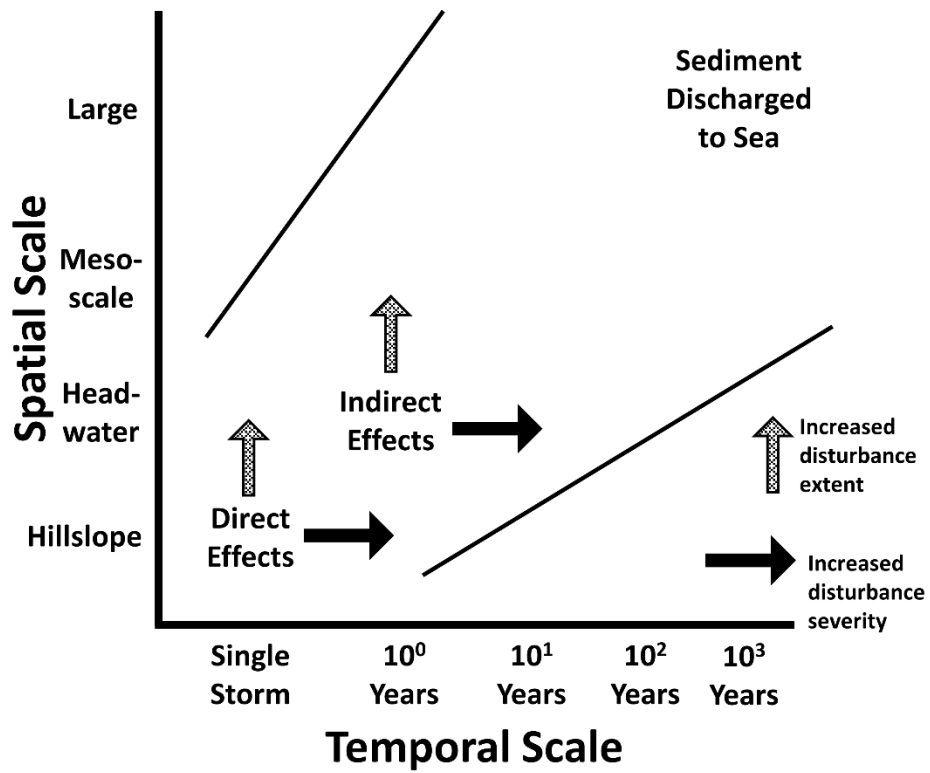 Sediment
Discharged
to Sea
Large
Meso-
scale
Head-
water
Hillslope
Spatial Scale
Indirect
Effects
Direct
Effects
Increased
disturbance
extent
Increased
disturbance
severity
Single
Storm
10⁰
Years
10¹
Years
10²
Years
10³
Years
Temporal Scale